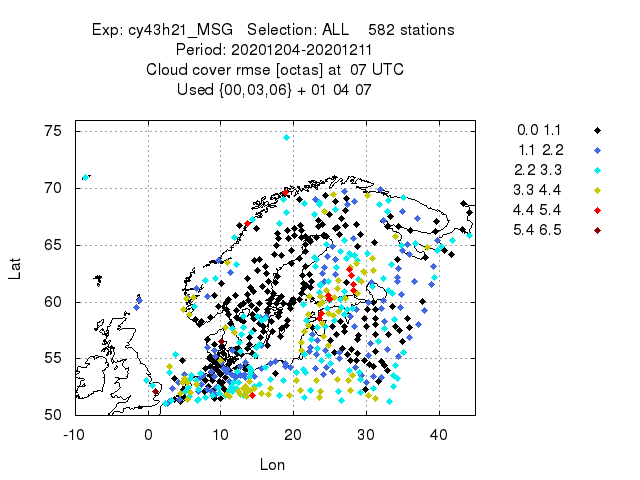 Exp: cy43h21_MSG   Selection: ALL    582 stations
Period: 20201204-20201211
Cloud cover rmse [octas] at  07 UTC
Used {00,03,06} + 01 04 07
0.0 1.1
1.1  2.2
2.2 3.3
3.3 4.4
4.4 5.4
5.4 6.5
75
70
65
60
55
50
Lat
-10 0 10 20 30 40
Lon